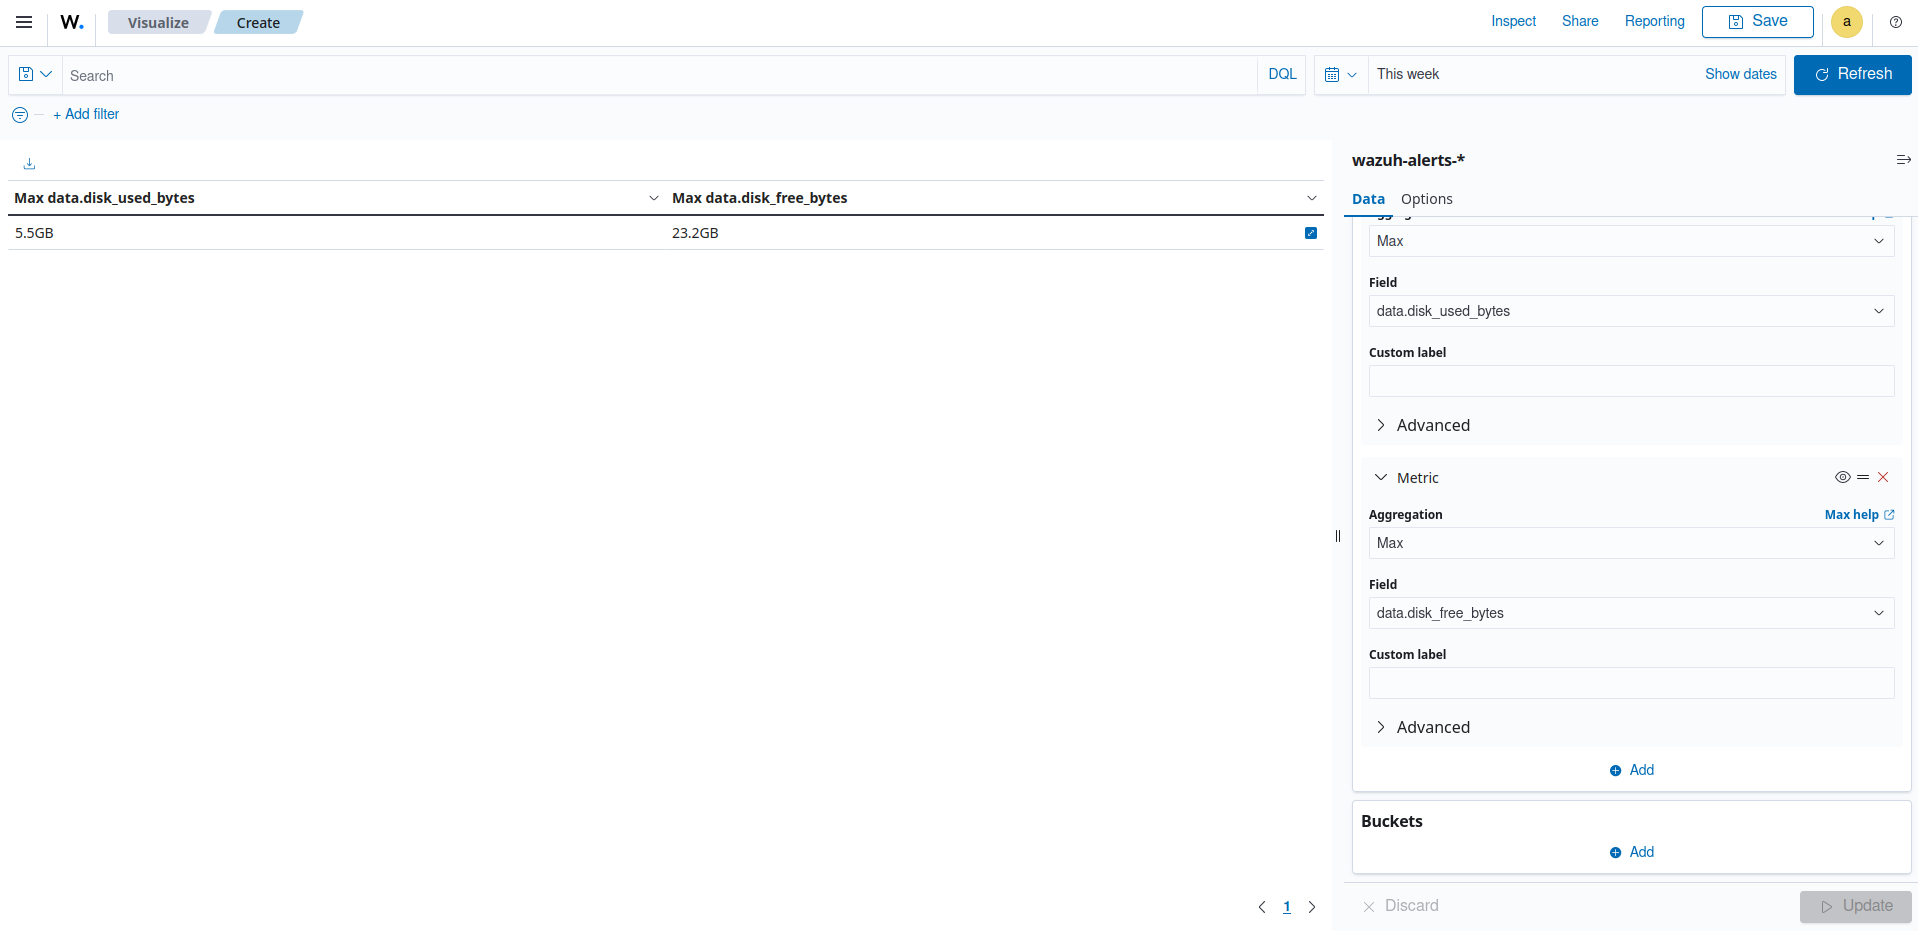 W.
Visualize
Create
Inspect
Share
Reporting
Save
a
Search
DQL
This week
Show dates
Refresh
+ Add filter
wazuh-alerts-*
Data
Options
Max data.disk_used_bytes
Max data.disk_free_bytes
5.5GB
23.2GB
Max
Field
data.disk_used_bytes
Custom label
Advanced
Metric
Aggregation
Max help
Max
Field
data.disk_free_bytes
Custom label
Advanced
Add
Buckets
Add
1
Discard
Update